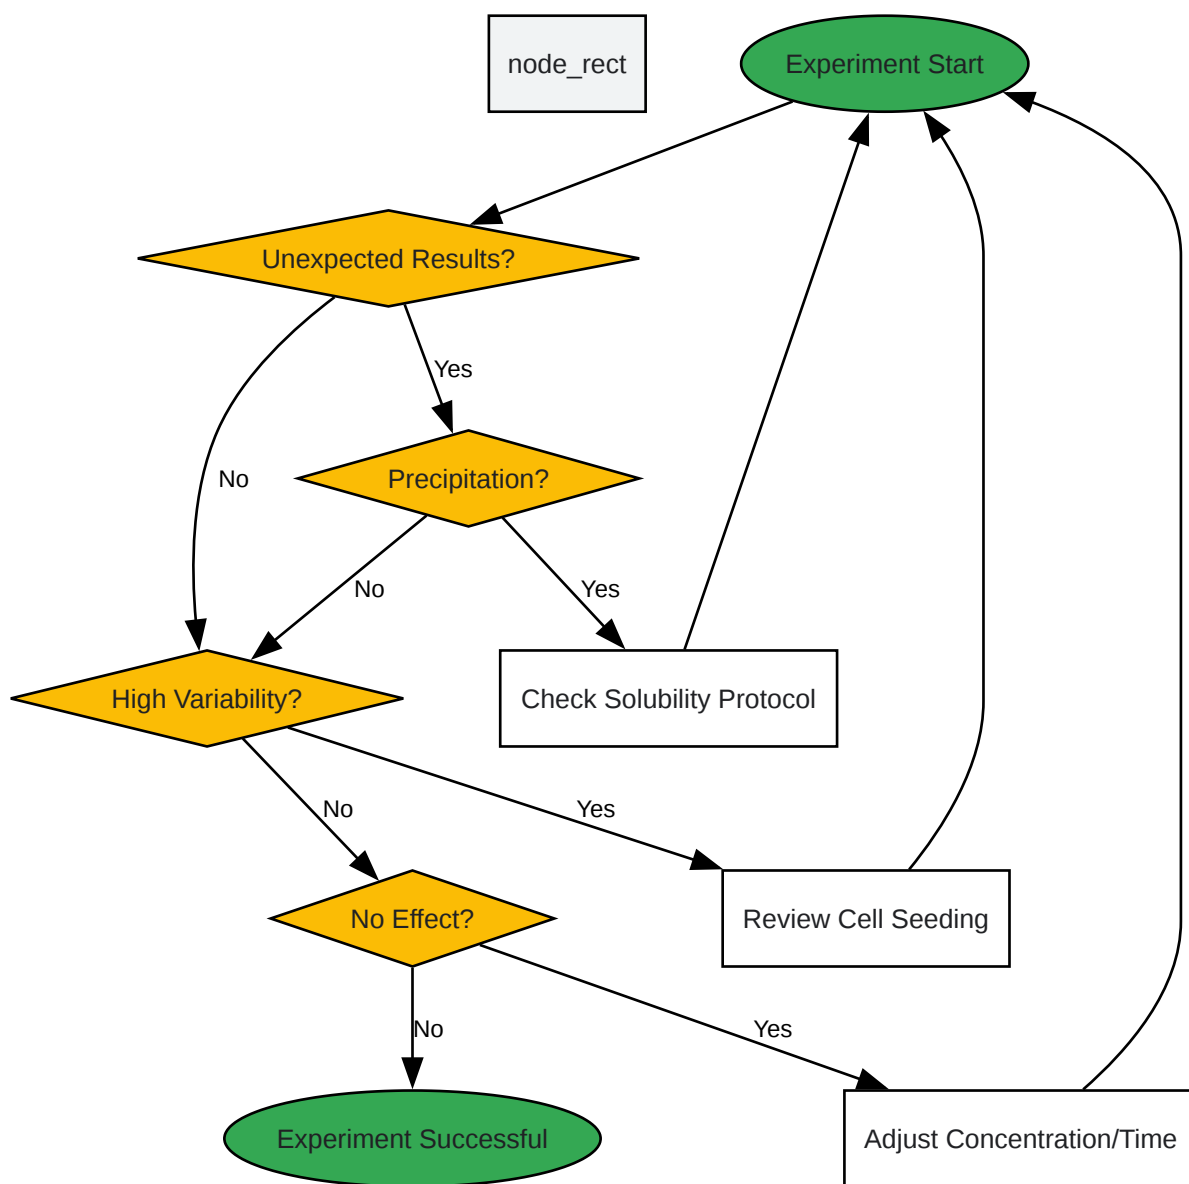 node_rect
Experiment Start
Unexpected Results?
Yes
No
Precipitation?
No
Yes
High Variability?
Check Solubility Protocol
No
Yes
No Effect?
Review Cell Seeding
No
Yes
Experiment Successful
Adjust Concentration/Time